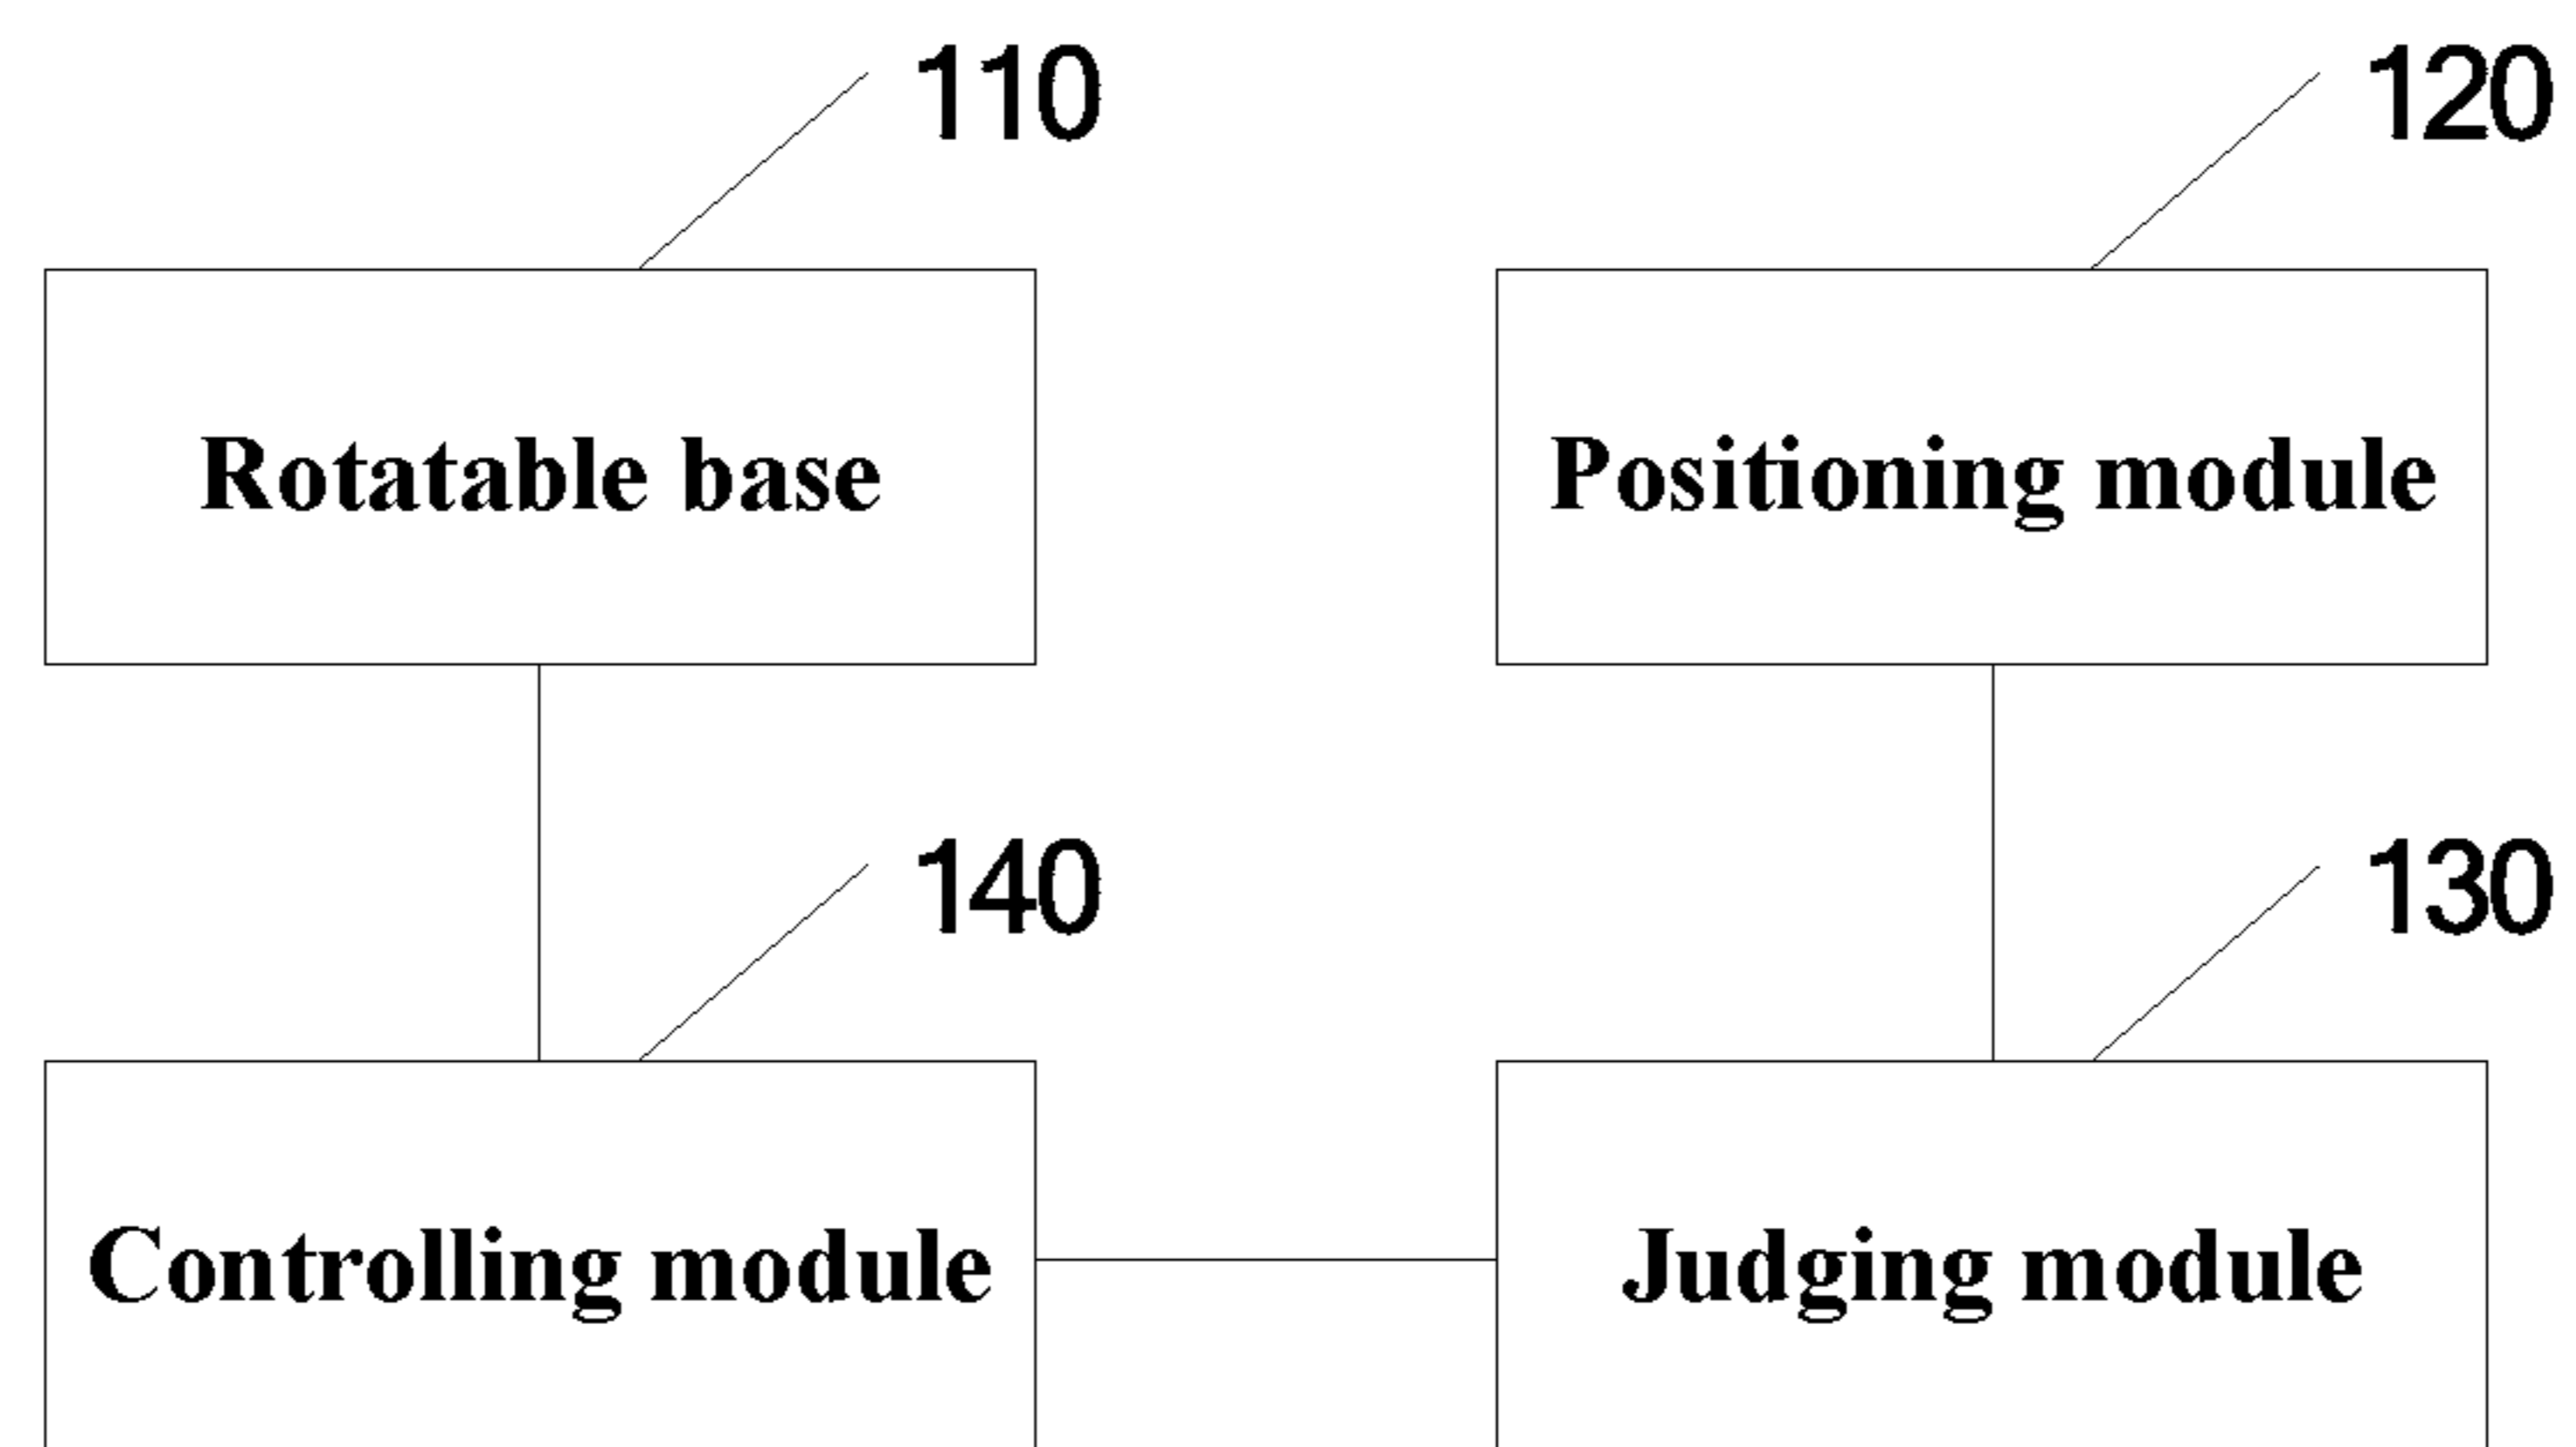 110
120
Rotatable base
Positioning module
140
130
Controlling module
Judging module